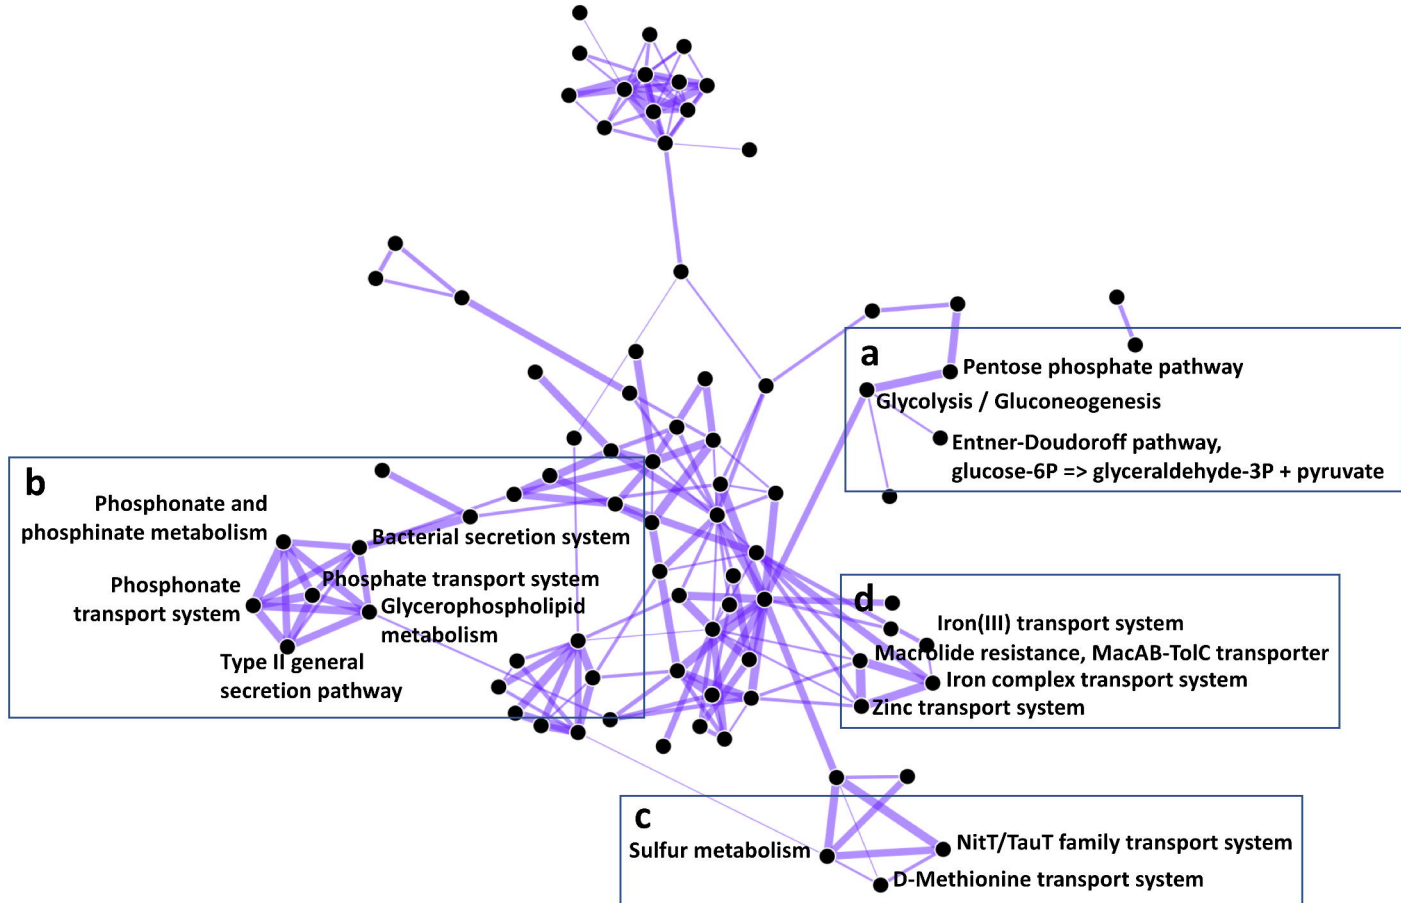 a
Pentose phosphate pathway
Glycolysis / Gluconeogenesis
Entner-Doudoroff pathway,
glucose-6P => glyceraldehyde-3P + pyruvate
b
Phosphonate and
phosphinate metabolism
Bacterial secretion system
Phosphate transport system
Phosphonate
transport system
Glycerophospholipid
metabolism
Type II general
secretion pathway
d
Iron(III) transport system
Macrolide resistance, MacAB-TolC transporter
Iron complex transport system
Zinc transport system
c
Sulfur metabolism
NitT/TauT family transport system
D-Methionine transport system